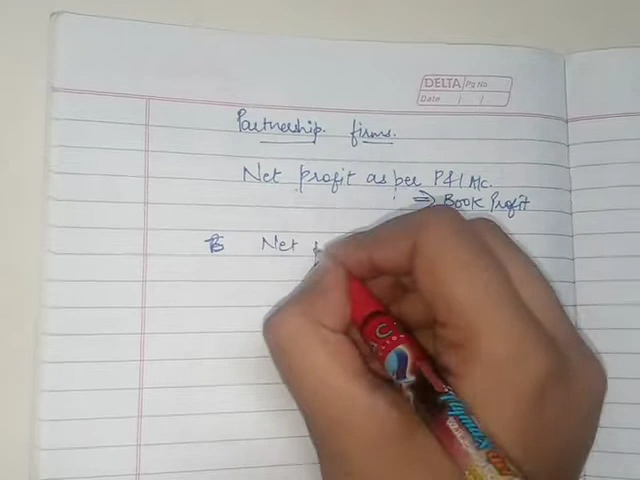 DELTA Pg No
Date / /
Partnership firms.
Net profit as per P&L A/c.
⇒ Book Profit
Net